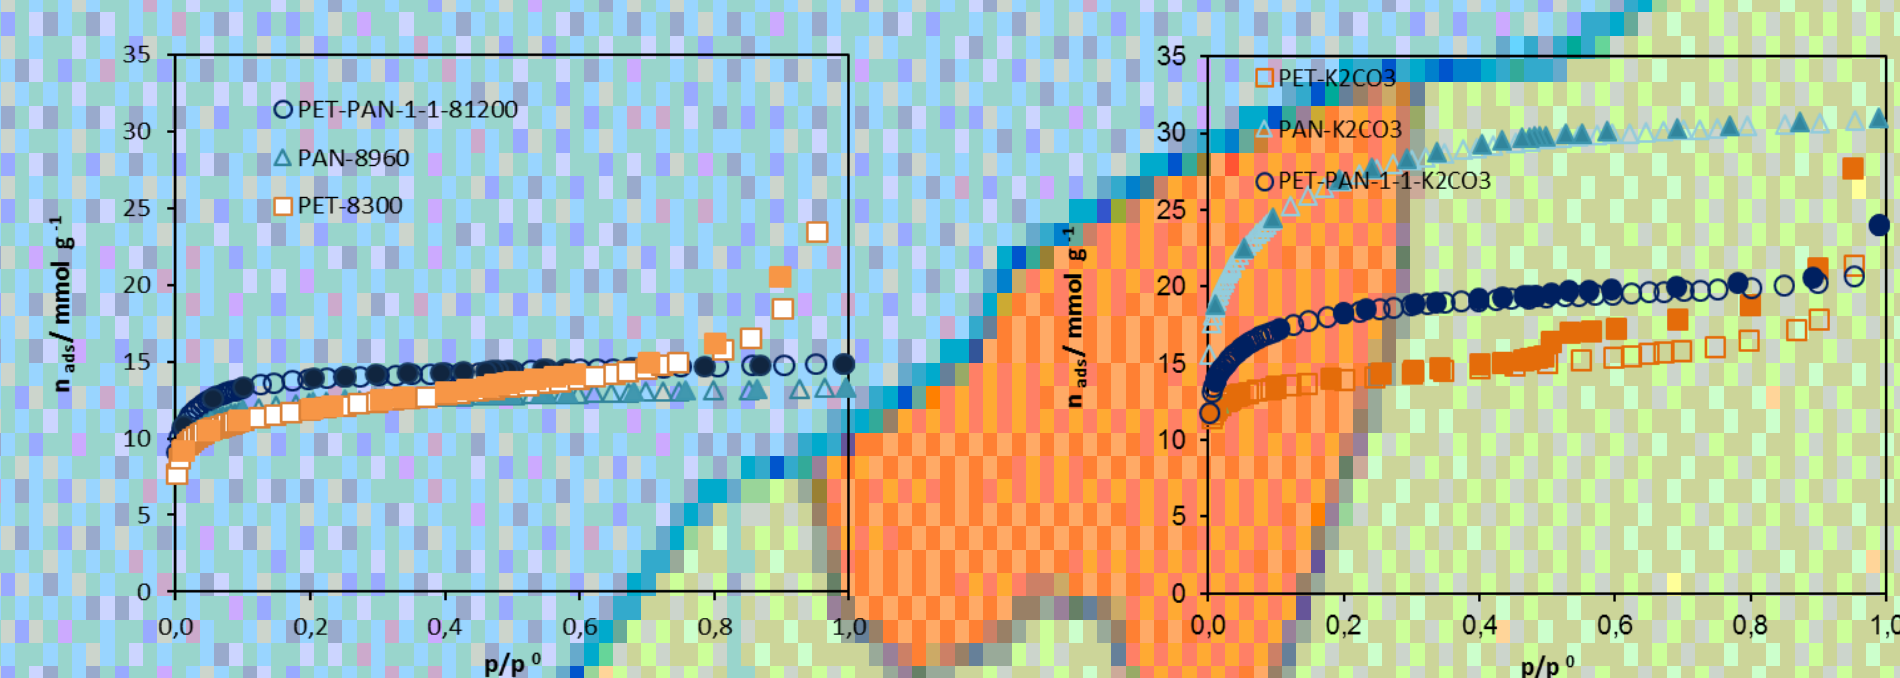 35
30
25
20
15
10
5
0
n ads / mmol g -1
PET-PAN-1-1-81200
PAN-8960
PET-8300
0,0 0,2 0,4 0,6 0,8 1,0
p/p 0
35
30
25
20
15
10
5
0
n ads / mmol g -1
PET-K2CO3
PAN-K2CO3
PET-PAN-1-1-K2CO3
0,0 0,2 0,4 0,6 0,8 1,0
p/p 0